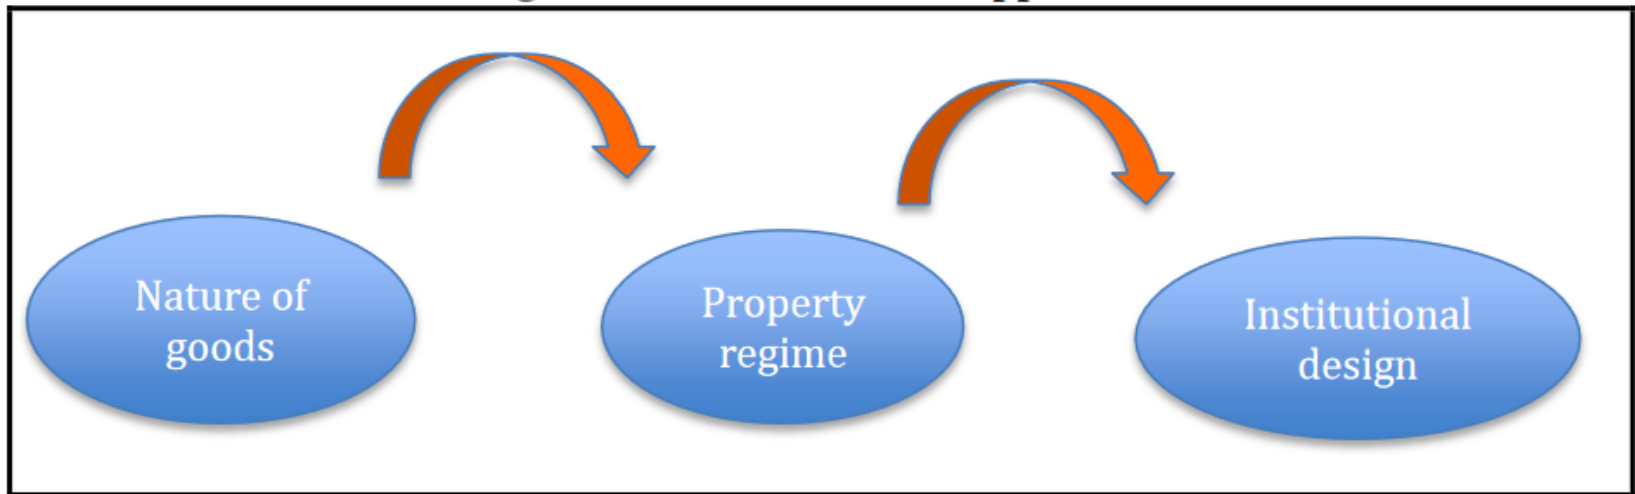 Nature of
goods
Property
regime
Institutional
design